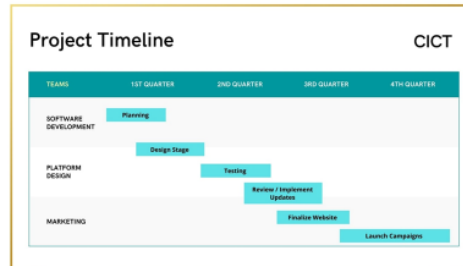 Project Timeline
CICT
TEAMS 1ST QUARTER 2ND QUARTER 3RD QUARTER 4TH QUARTER
SOFTWARE
DEVELOPMENT
Planning
Design Stage
PLATFORM
DESIGN
Testing
Review / Implement
Updates
MARKETING
Finalize Website
Launch Campaigns